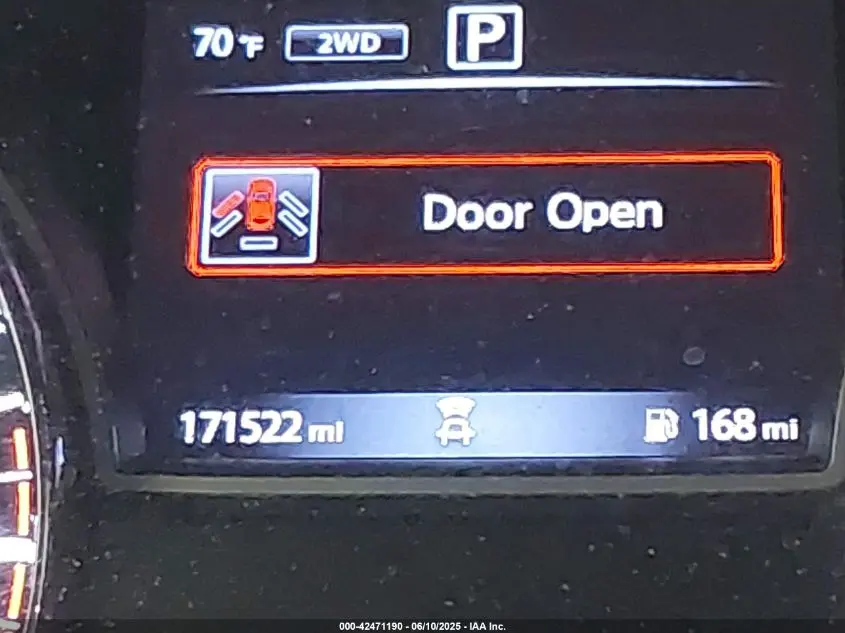 70°F 2WD P
Door Open
171522 mi 168 mi
000-42471190 - 06/10/2025 - IAA Inc.